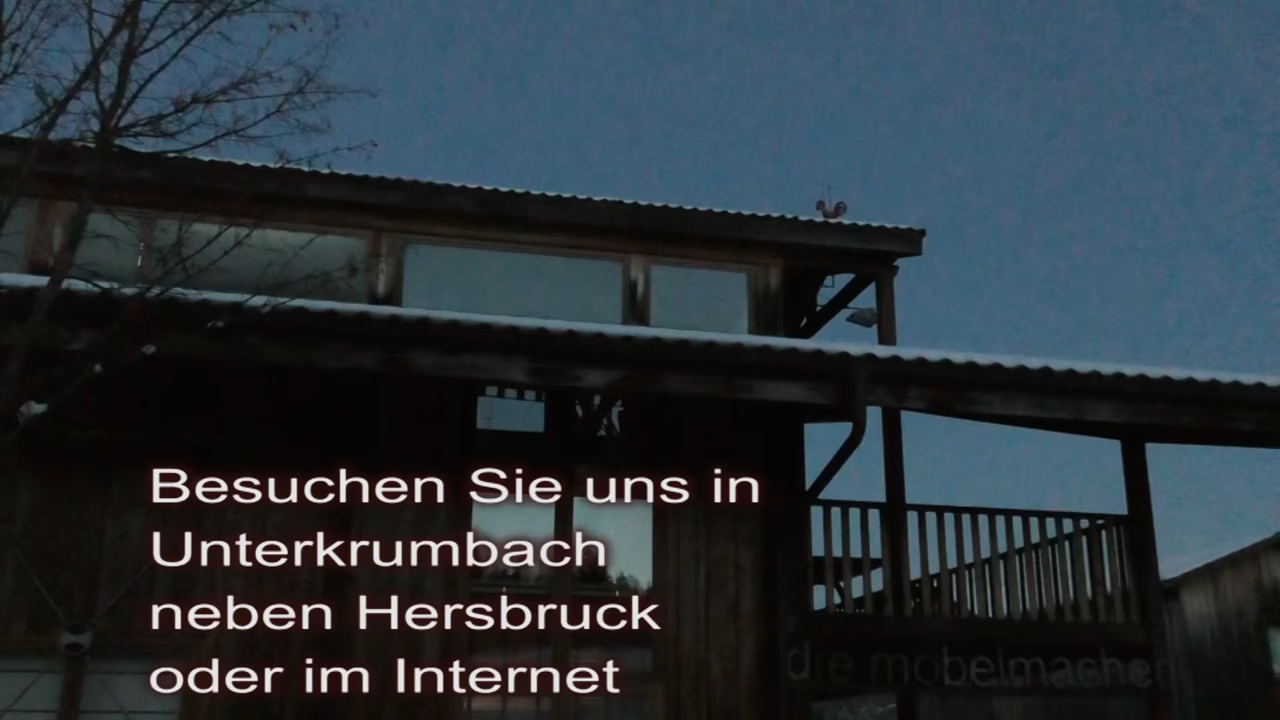 Besuchen Sie uns in
Unterkrumbach
neben Hersbruck
oder im Internet
die möbelmacher